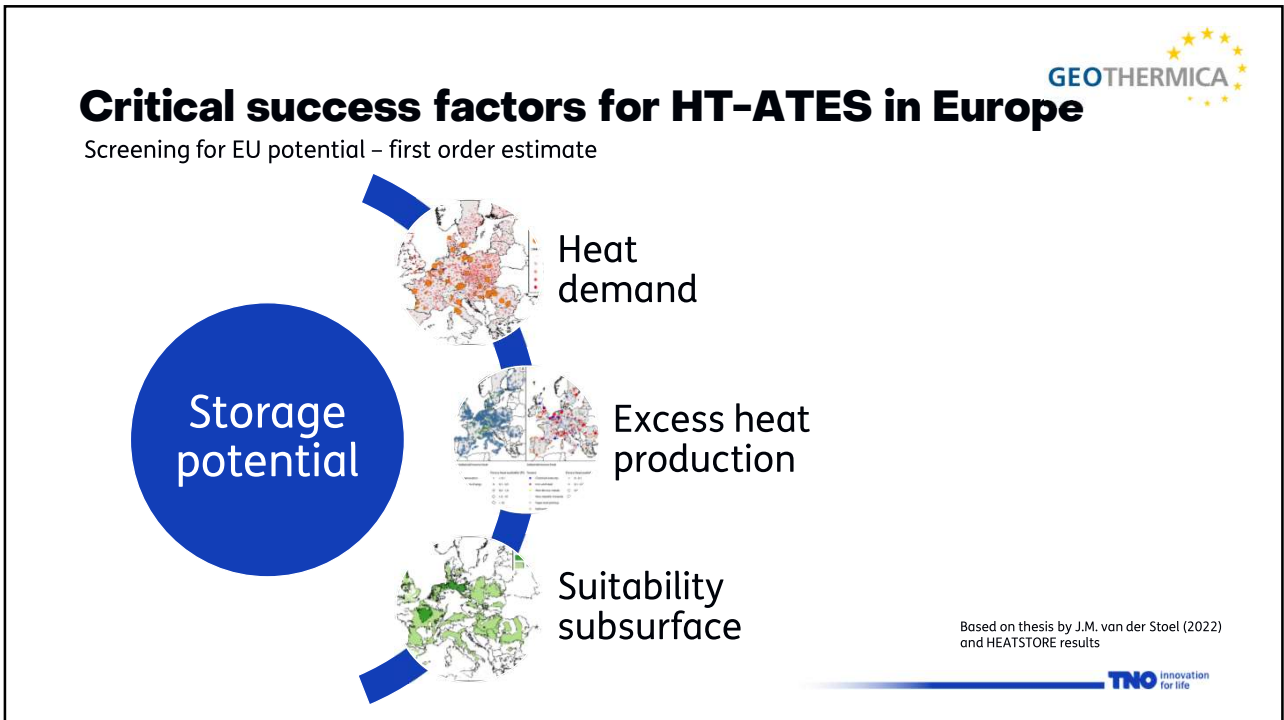 GEOTHERMICA
Critical success factors for HT-ATES in Europe
Screening for EU potential – first order estimate
Heat
demand
Storage
potential
Excess heat
production
Suitability
subsurface
Based on thesis by J.M. van der Stoel (2022)
and HEATSTORE results
TNO innovation
for life